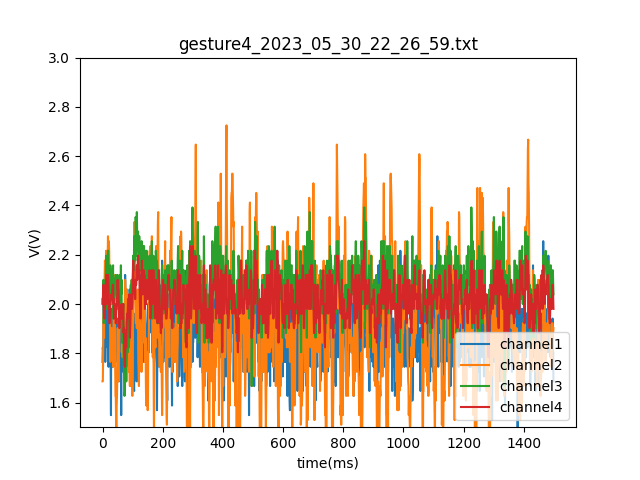 gesture4_2023_05_30_22_26_59.txt
3.0
2.8
2.6
2.4
2.2
2.0
1.8
1.6
V(V)
channel1
channel2
channel3
channel4
0 200 400 600 800 1000 1200 1400
time(ms)